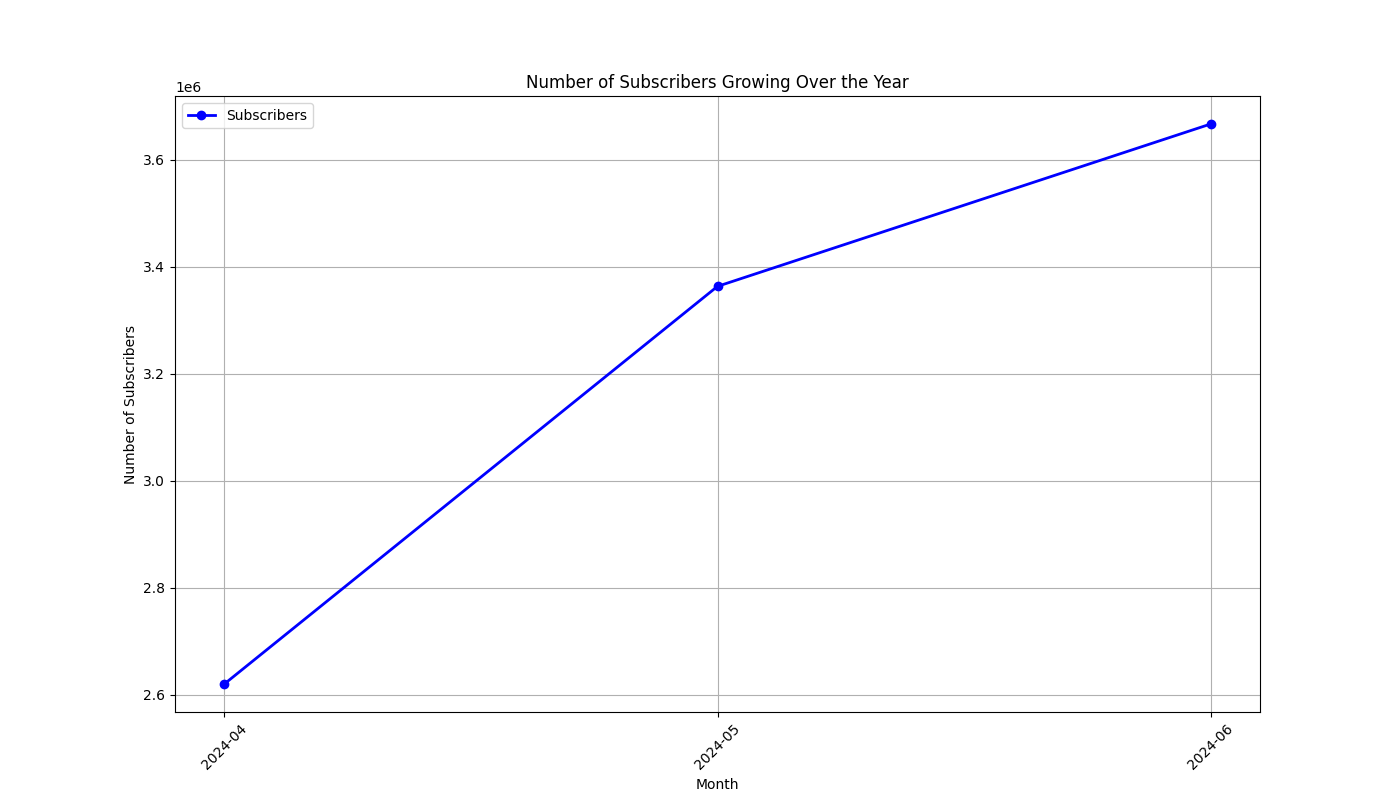 Number of Subscribers Growing Over the Year
1e6
Subscribers
3.6
3.4
3.2
3.0
2.8
2.6
Number of Subscribers
2024-04
2024-05
2024-06
Month